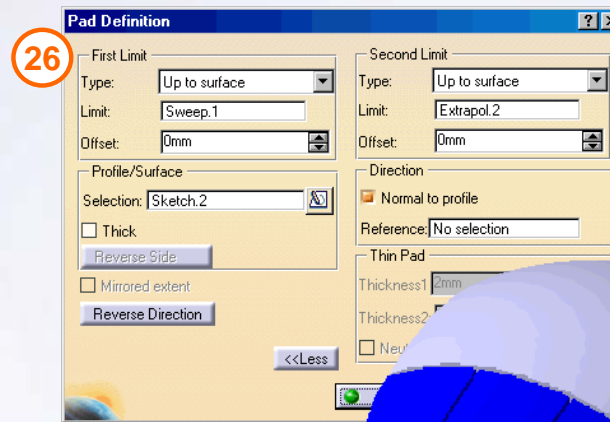 Pad Definition
26
First Limit
Type: Up to surface
Limit: Sweep.1
Offset: 0mm
Profile/Surface
Selection: Sketch.2
Thick
Reverse Side
Mirrored extent
Reverse Direction
<<Less
Second Limit
Type: Up to surface
Limit: Extrapol.2
Offset: 0mm
Direction
Normal to profile
Reference: No selection
Thin Pad
Thickness1 2mm
Thickness2: